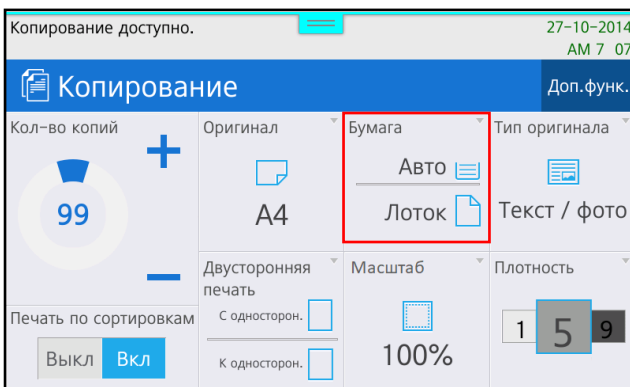 Копирование доступно.
27-10-2014
AM 7 07
Копирование
Доп.функ.
Кол-во копий
99
Оригинал
A4
Бумага
Авто
Лоток
Тип оригинала
Текст / фото
Печать по сортировкам
Выкл Вкл
Двусторонняя
печать
С односторон.
К односторон.
Масштаб
100%
Плотность
1 5 9